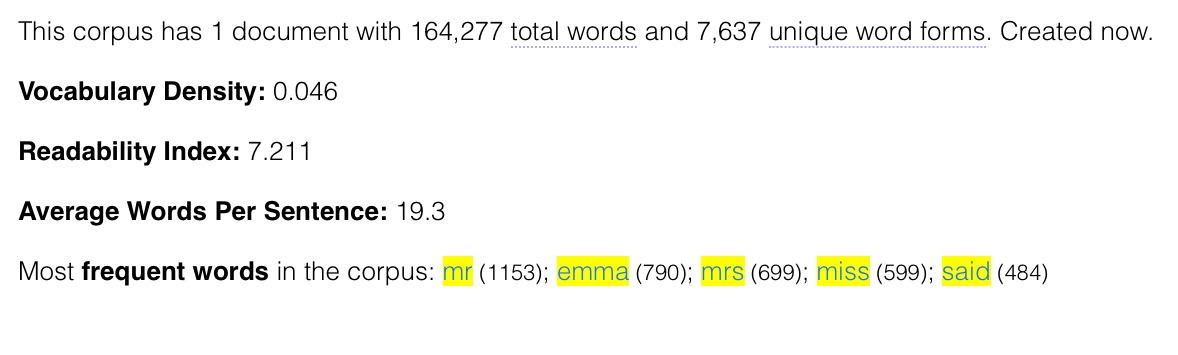 This corpus has 1 document with 164,277 total words and 7,637 unique word forms. Created now.
Vocabulary Density: 0.046
Readability Index: 7.211
Average Words Per Sentence: 19.3
Most frequent words in the corpus: mr (1153); emma (790); mrs (699); miss (599); said (484)